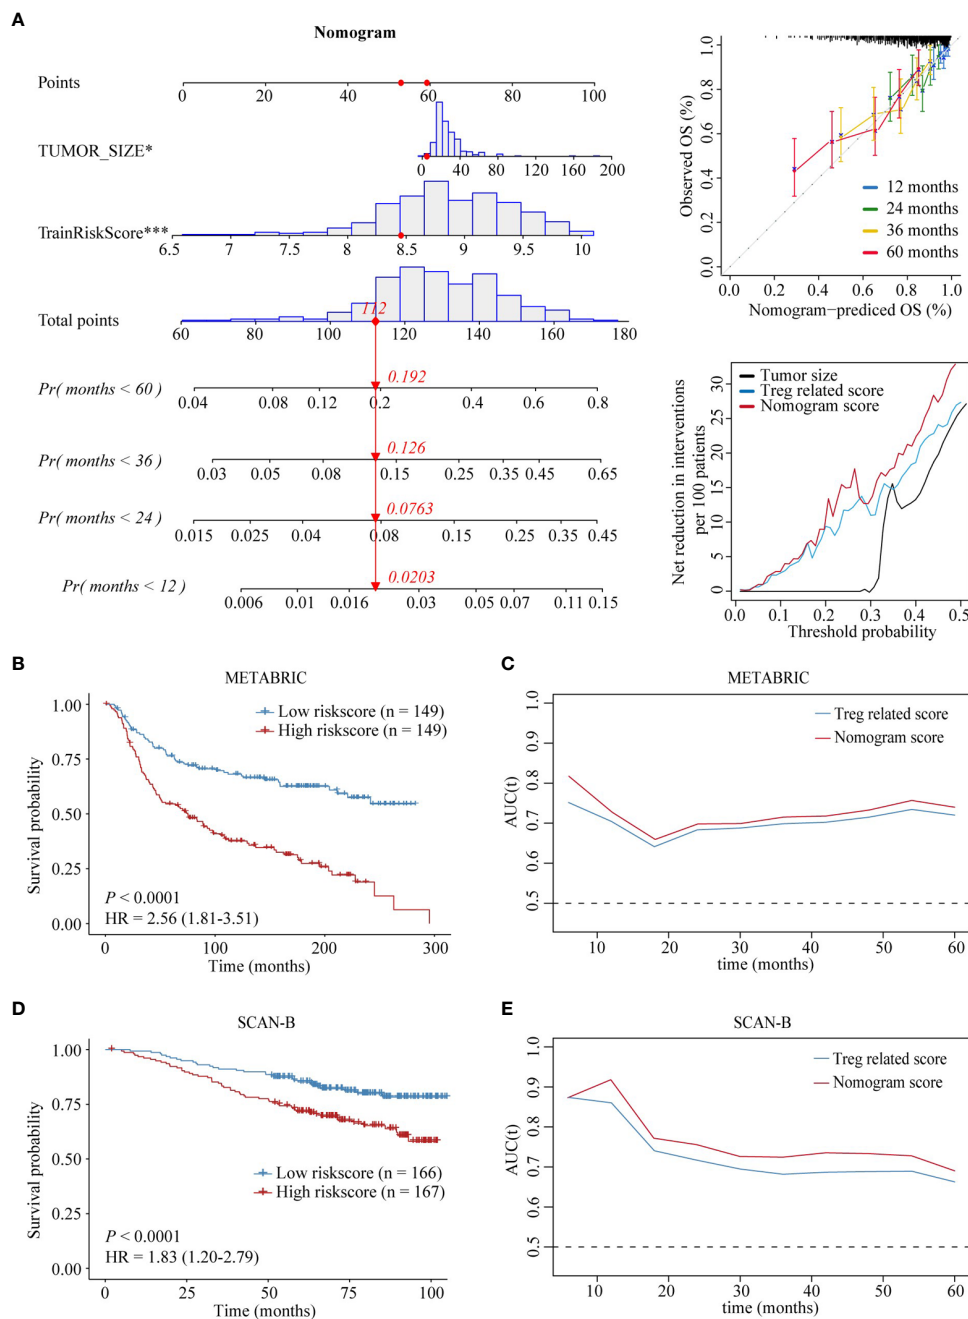 A
Nomogram
Points
0 20 40 60 80 100
TUMOR_SIZE*
0 40 80 120 160 200
TrainRiskScore***
6.5 7 7.5 8 8.5 9 9.5 10
112
Total points
60 80 100 120 140 160 180
0.192
Pr( months < 60 )
0.04 0.08 0.12 0.2 0.4 0.6 0.8
0.126
Pr( months < 36 )
0.03 0.05 0.08 0.15 0.25 0.35 0.45 0.65
0.0763
Pr( months < 24 )
0.015 0.025 0.04 0.08 0.15 0.25 0.35 0.45
0.0203
Pr( months < 12 )
0.006 0.01 0.016 0.03 0.05 0.07 0.11 0.15
Observed OS (%)
0.0 0.2 0.4 0.6 0.8 1.0
12 months
24 months
36 months
60 months
0.0 0.2 0.4 0.6 0.8 1.0
Nomogram−prediced OS (%)
Net reduction in interventions
per 100 patients
0 5 10 15 20 25 30
Tumor size
Treg related score
Nomogram score
0.0 0.1 0.2 0.3 0.4 0.5
Threshold probability
B
METABRIC
Survival probability
1.00
0.75
0.50
0.25
0.00
Low riskscore (n = 149)
High riskscore (n = 149)
P < 0.0001
HR = 2.56 (1.81-3.51)
0 100 200 300
Time (months)
C
METABRIC
AUC(t)
0.5 0.6 0.7 0.8 0.9 1.0
Treg related score
Nomogram score
10 20 30 40 50 60
time (months)
D
SCAN-B
Survival probability
1.00
0.75
0.50
0.25
0.00
Low riskscore (n = 166)
High riskscore (n = 167)
P < 0.0001
HR = 1.83 (1.20-2.79)
0 25 50 75 100
Time (months)
E
SCAN-B
AUC(t)
0.5 0.6 0.7 0.8 0.9 1.0
Treg related score
Nomogram score
10 20 30 40 50 60
time (months)